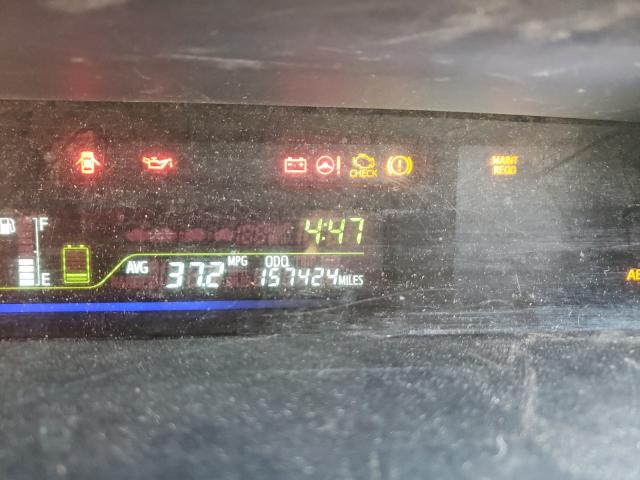 CHECK
MAINT
REQD
F
4:47
AVG 37.2 MPG ODO 157424 MILES
E